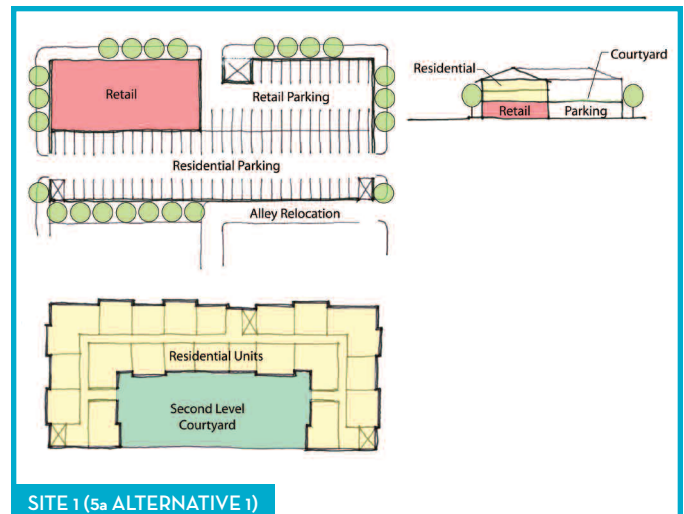 Retail
Retail Parking
Residential Parking
Alley Relocation
Courtyard
Residential
Retail
Parking
Residential Units
Second Level
Courtyard
SITE 1 (5a ALTERNATIVE 1)